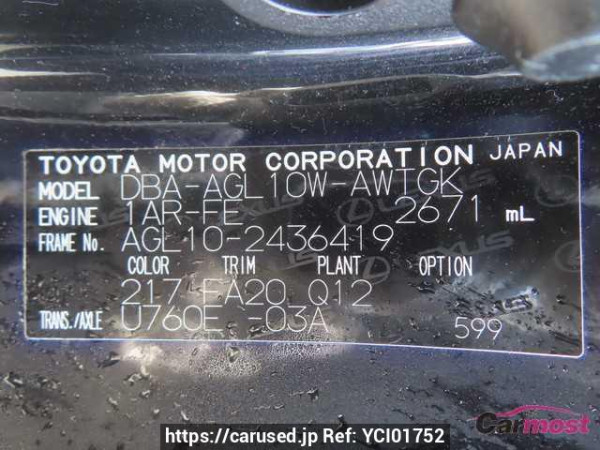 TOYOTA MOTOR CORPORATION JAPAN
MODEL DBA-AGL10W-AWTGK
ENGINE 1AR-FE 2671 mL
FRAME No. AGL10-2436419
COLOR TRIM PLANT OPTION
217 FA20 Q12
TRANS./AXLE U760E -03A 599
LEXUS
Carmost
https://carused.jp Ref: YCI01752